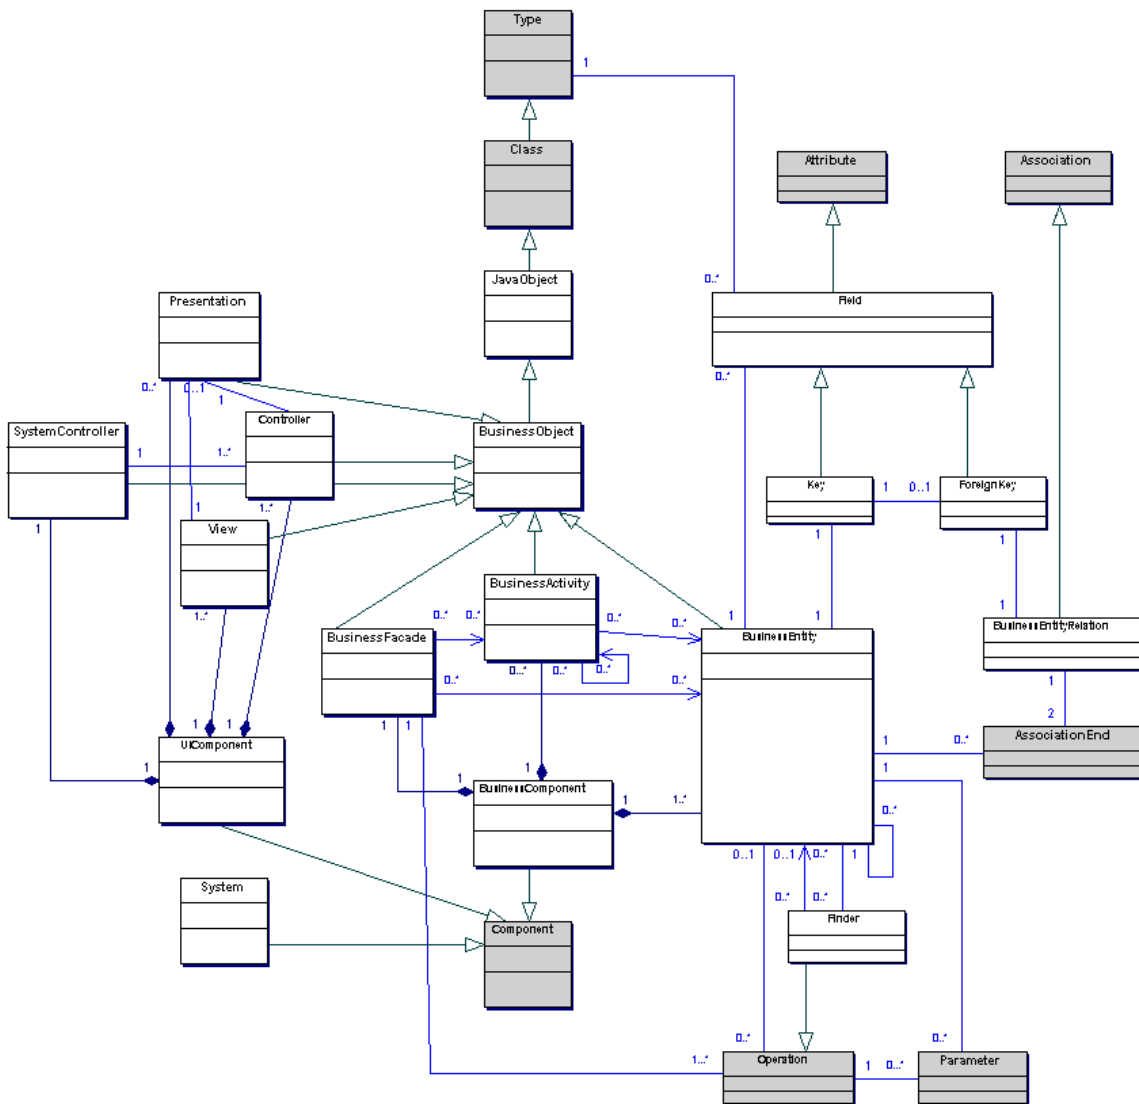 Type
1
Class
Attribute
Association
JavaObject
0..*
Presentation
Field
0..*
0...1
0..*
1
Controller
SystemController
BusinessObject
1
1..*
Key
1
0..1
ForeignKey
1
1..*
1
View
1
1
BusinessActivity
1..*
0..*
0..*
0..*
0..*
1
1
1
BusinessFacade
BusinessEntity
BusinessEntityRelation
0...*
0..*
0..*
0..*
0..*
1
1
1
1
1
1
2
UIComponent
AssociationEnd
1
0..*
1
1
1
1
BusinessComponent
1
1..*
0..*
0...1
0...1
0..*
1
System
0..*
0..*
Finder
Component
0..*
0..*
1...*
Operation
1
0...*
Parameter